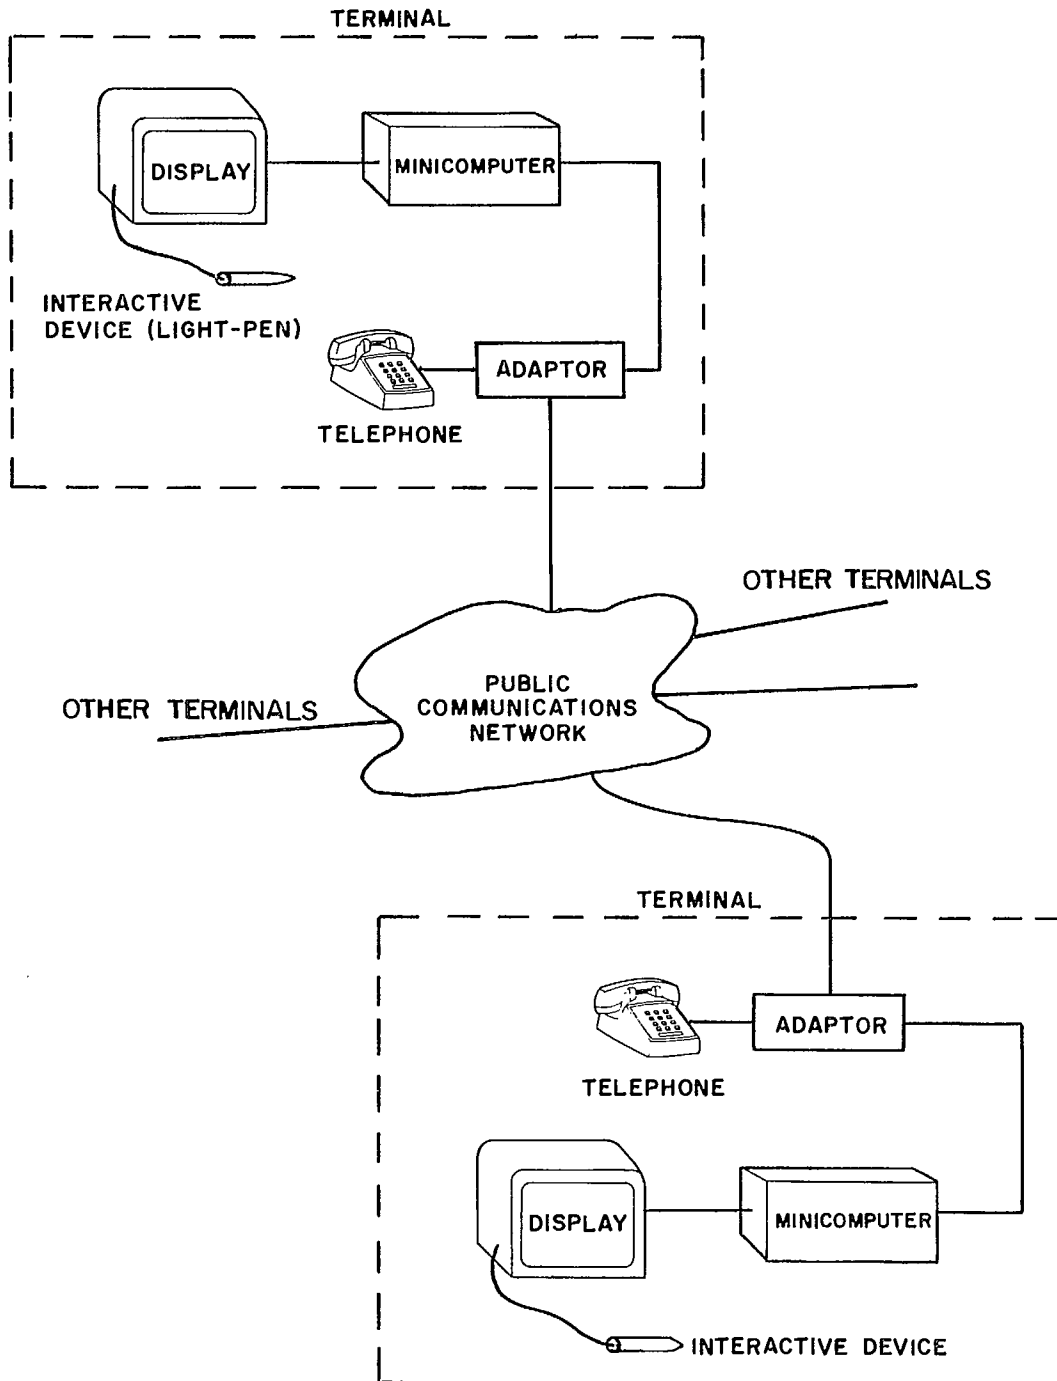 TERMINAL
DISPLAY
MINICOMPUTER
INTERACTIVE
DEVICE (LIGHT-PEN)
ADAPTOR
TELEPHONE
OTHER TERMINALS
PUBLIC
COMMUNICATIONS
NETWORK
OTHER TERMINALS
TERMINAL
ADAPTOR
TELEPHONE
DISPLAY
MINICOMPUTER
INTERACTIVE DEVICE